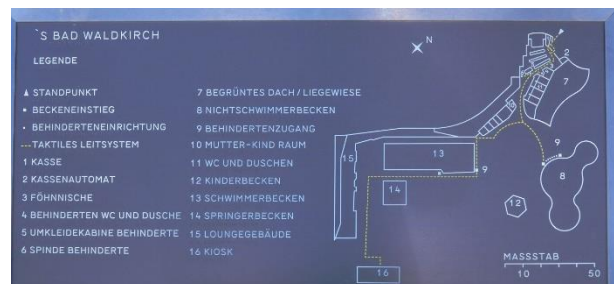 `S BAD WALDKIRCH
LEGENDE
STANDPUNKT
BECKENEINSTIEG
BEHINDERTENEINRICHTUNG
TAKTILES LEITSYSTEM
1 KASSE
2 KASSENAUTOMAT
3 FÖHNNISCHE
4 BEHINDERTEN WC UND DUSCHE
5 UMKLEIDEKABINE BEHINDERTE
6 SPINDE BEHINDERTE
7 BEGRÜNTES DACH / LIEGEWIESE
8 NICHTSCHWIMMERBECKEN
9 BEHINDERTENZUGANG
10 MUTTER-KIND RAUM
11 WC UND DUSCHEN
12 KINDERBECKEN
13 SCHWIMMERBECKEN
14 SPRINGERBECKEN
15 LOUNGEGEBÄUDE
16 KIOSK
N
2
7
15
13
9
9
8
14
12
16
MASSSTAB
10 50